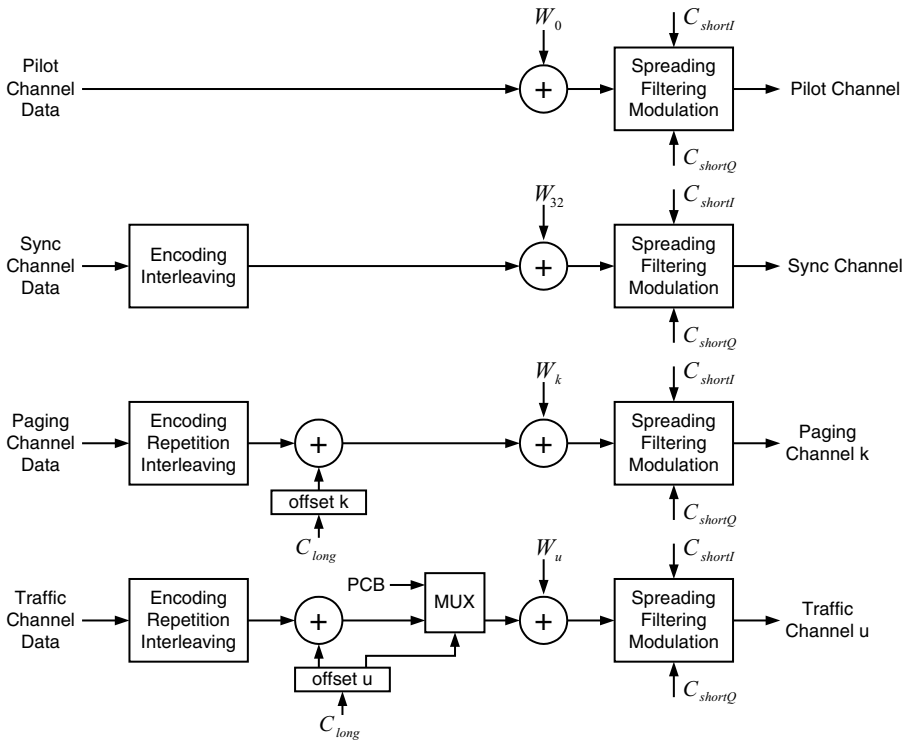 W0
CshortI
Pilot
Channel
Data
+
Spreading
Filtering
Modulation
Pilot Channel
CshortQ
W32
CshortI
Sync
Channel
Data
Encoding
Interleaving
+
Spreading
Filtering
Modulation
Sync Channel
CshortQ
Wk
CshortI
Paging
Channel
Data
Encoding
Repetition
Interleaving
+
+
Spreading
Filtering
Modulation
Paging
Channel k
offset k
Clong
CshortQ
Wu
CshortI
Traffic
Channel
Data
Encoding
Repetition
Interleaving
+
PCB
MUX
+
Spreading
Filtering
Modulation
Traffic
Channel u
offset u
Clong
CshortQ